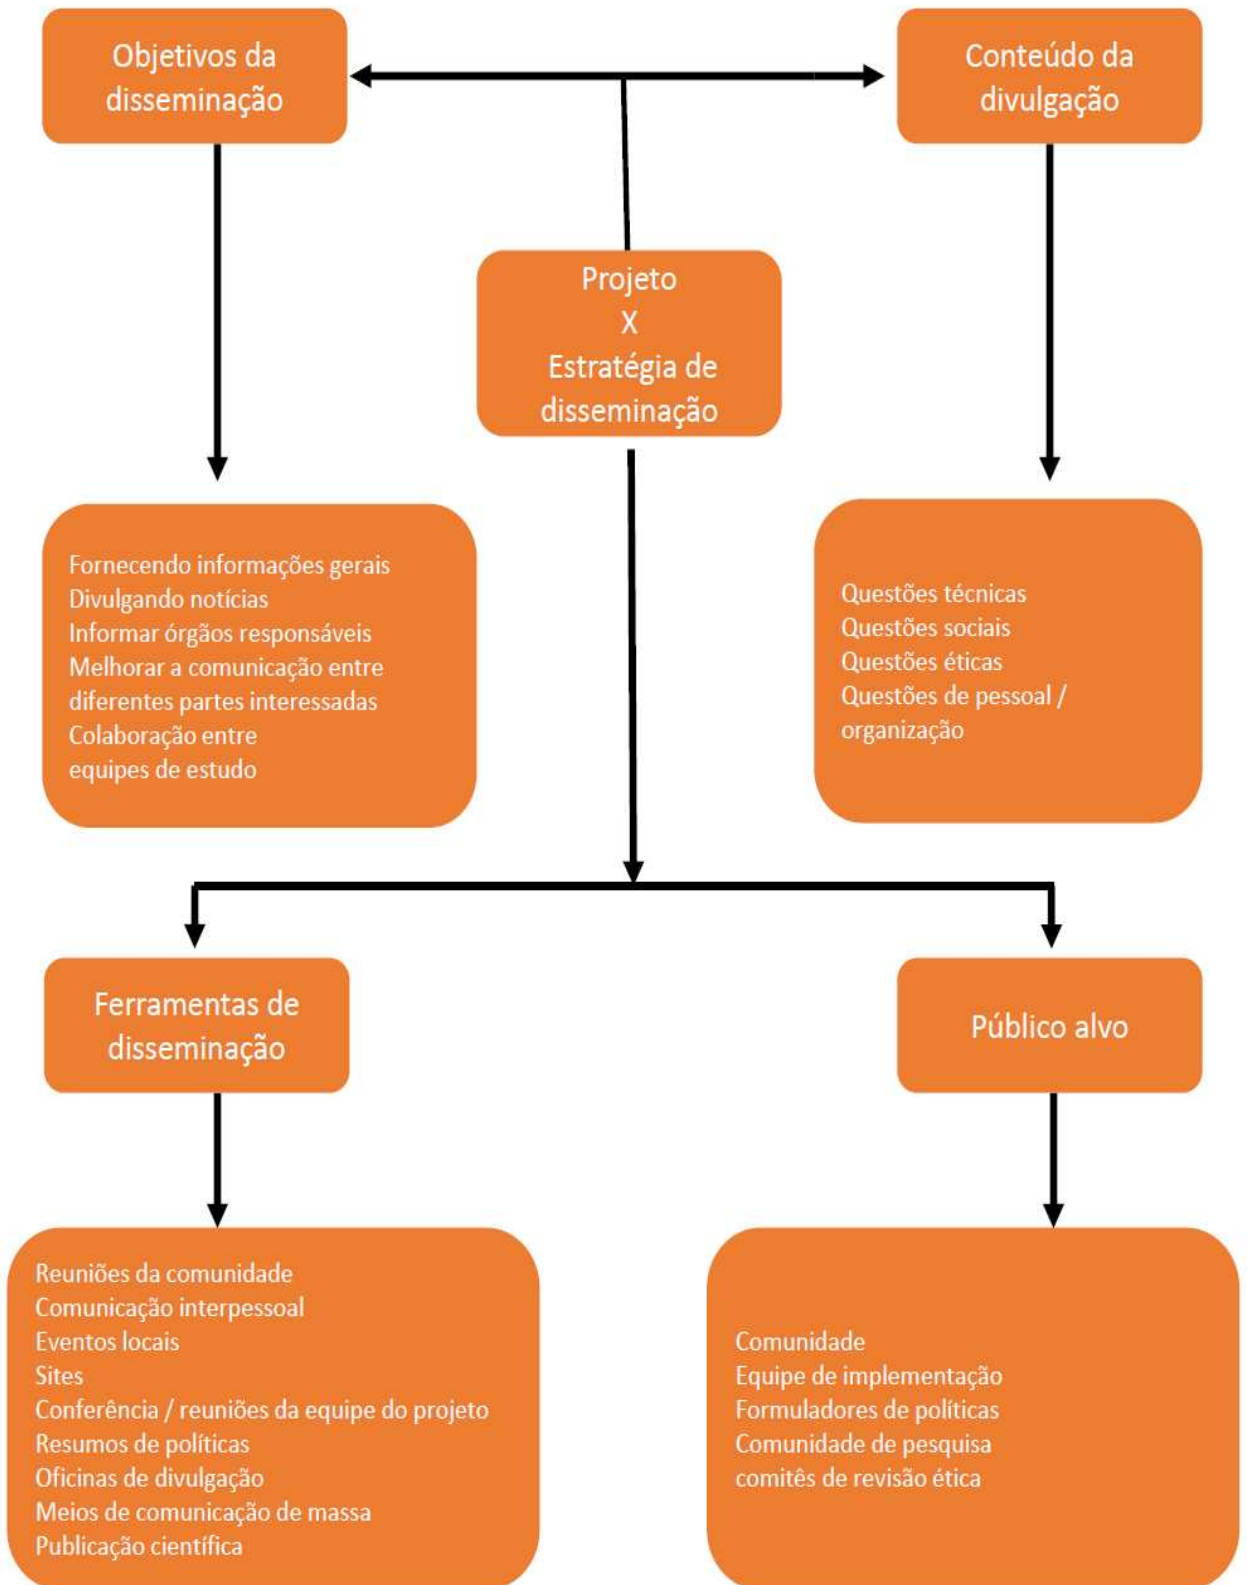 Objetivos da
disseminação
Conteúdo da
divulgação
Projeto
X
Estratégia de
disseminação
Fornecendo informações gerais
Divulgando notícias
Informar órgãos responsáveis
Melhorar a comunicação entre
diferentes partes interessadas
Colaboração entre
equipes de estudo
Questões técnicas
Questões sociais
Questões éticas
Questões de pessoal /
organização
Ferramentas de
disseminação
Público alvo
Reuniões da comunidade
Comunicação interpessoal
Eventos locais
Sites
Conferência / reuniões da equipe do projeto
Resumos de políticas
Oficinas de divulgação
Meios de comunicação de massa
Publicação científica
Comunidade
Equipe de implementação
Formuladores de políticas
Comunidade de pesquisa
comitês de revisão ética